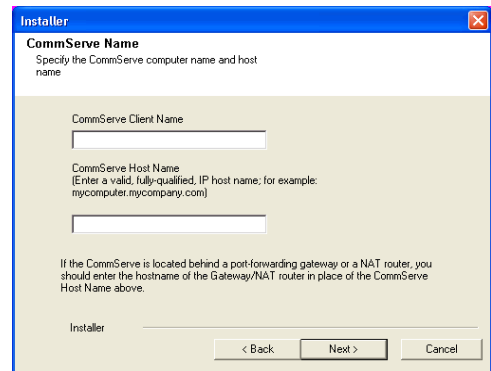 Installer
CommServe Name
Specify the CommServe computer name and host
name
CommServe Client Name
CommServe Host Name
(Enter a valid, fully-qualified, IP host name; for example:
mycomputer.mycompany.com)
If the CommServe is located behind a port-forwarding gateway or a NAT router, you
should enter the hostname of the Gateway/NAT router in place of the CommServe
Host Name above.
Installer
< Back Next > Cancel